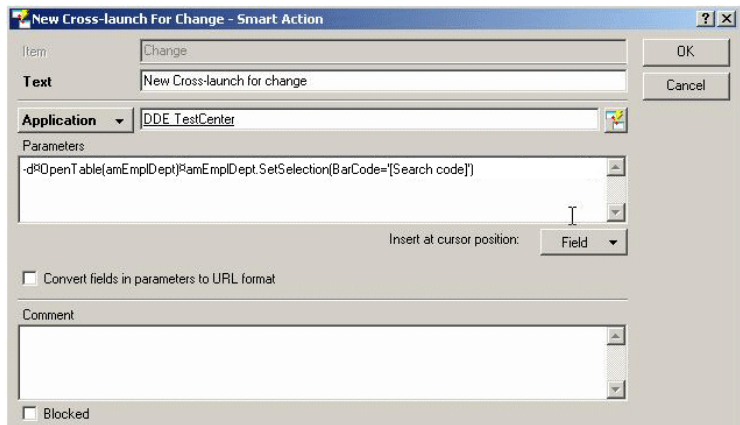 New Cross-launch For Change - Smart Action
Item Change OK
Text New Cross-launch for change Cancel
Application DDE TestCenter
Parameters
-d¤OpenTable(amEmplDept)¤amEmplDept.SetSelection(BarCode='[Search code]')
Insert at cursor position: Field
Convert fields in parameters to URL format
Comment
Blocked